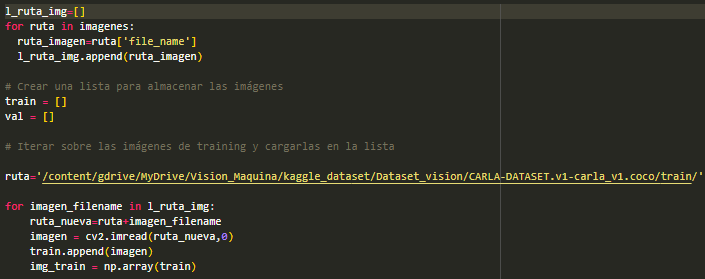 l_ruta_img=[]
for ruta in imagenes:
  ruta_imagen=ruta['file_name']
  l_ruta_img.append(ruta_imagen)
# Crear una lista para almacenar las imágenes
train = []
val = []
# Iterar sobre las imágenes de training y cargarlas en la lista
ruta='/content/gdrive/MyDrive/Vision_Maquina/kaggle_dataset/Dataset_vision/CARLA-DATASET.v1-carla_v1.coco/train/'
for imagen_filename in l_ruta_img:
    ruta_nueva=ruta+imagen_filename
    imagen = cv2.imread(ruta_nueva,0)
    train.append(imagen)
    img_train = np.array(train)